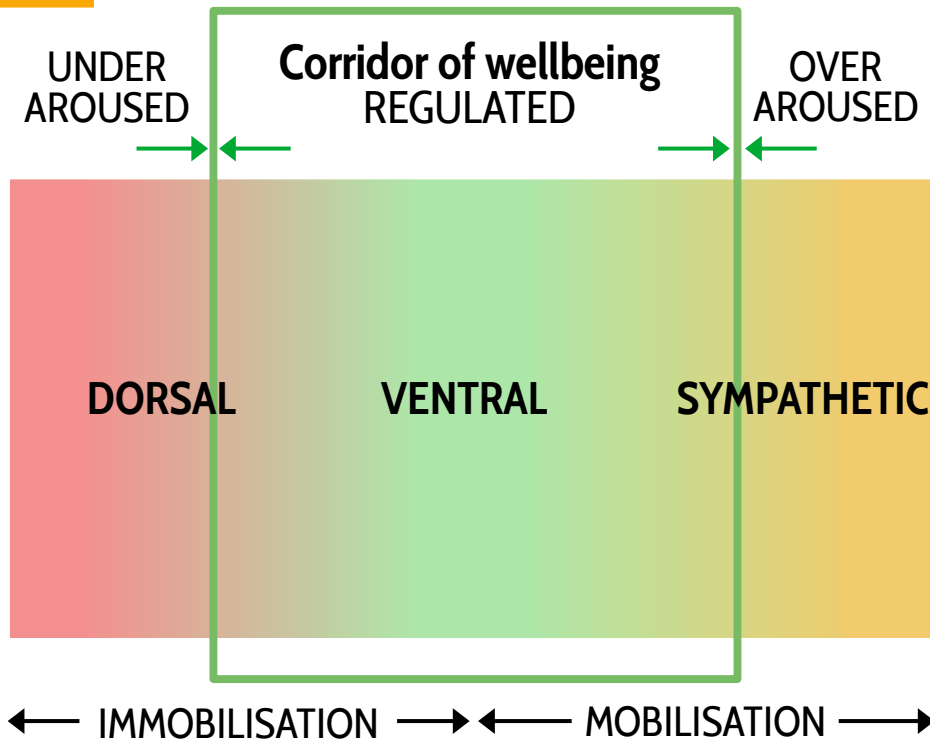 UNDER
AROUSED
Corridor of wellbeing
REGULATED
OVER
AROUSED
DORSAL
VENTRAL
SYMPATHETIC
IMMOBILISATION
MOBILISATION